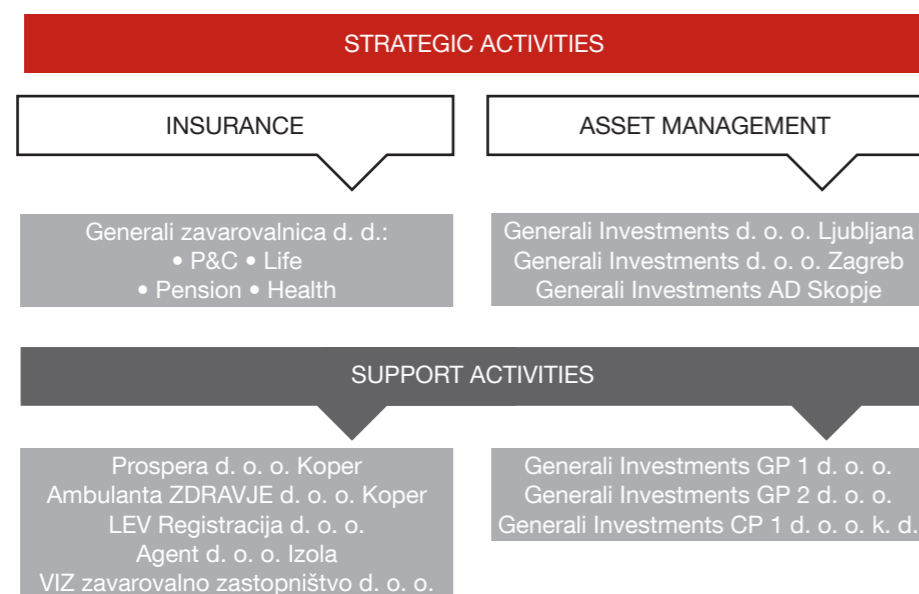 STRATEGIC ACTIVITIES
INSURANCE
Generali zavarovalnica d. d.:
• P&C • Life
• Pension • Health
ASSET MANAGEMENT
Generali Investments d. o. o. Ljubljana
Generali Investments d. o. o. Zagreb
Generali Investments AD Skopje
SUPPORT ACTIVITIES
Prospera d. o. o. Koper
Ambulanta ZDRAVJE d. o. o. Koper
LEV Registracija d. o. o.
Agent d. o. o. Izola
VIZ zavarovalno zastopništvo d. o. o.
Generali Investments GP 1 d. o. o.
Generali Investments GP 2 d. o. o.
Generali Investments CP 1 d. o. o. k. d.